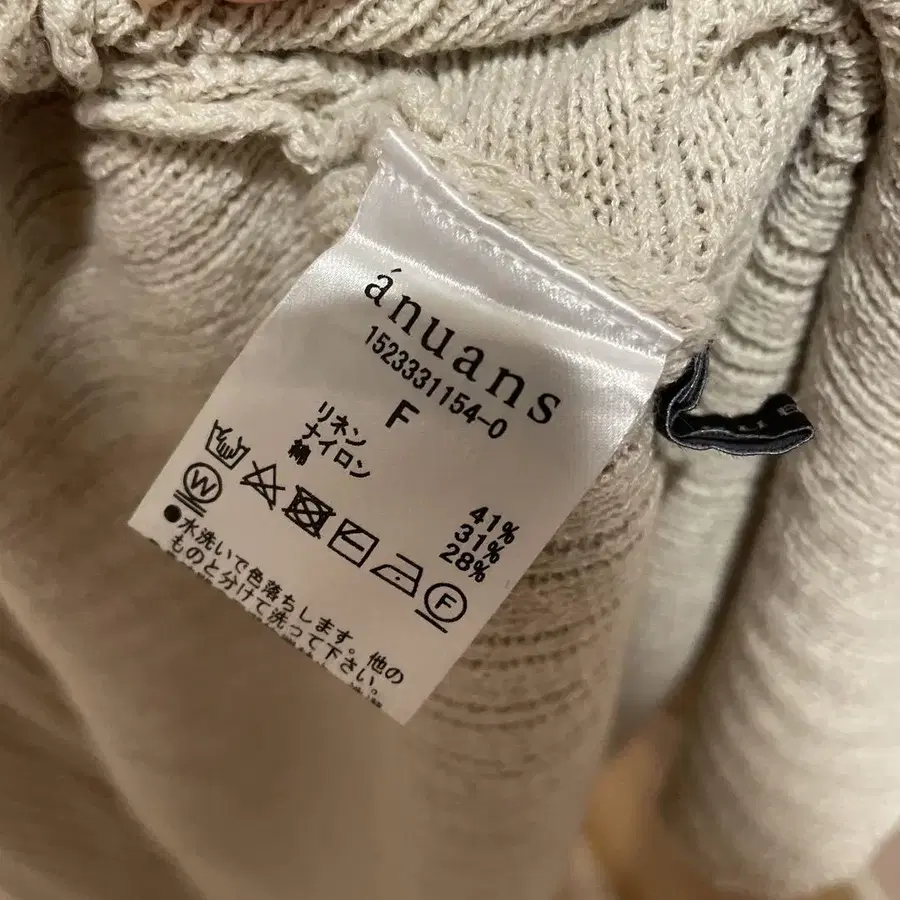 ánuans
1523331154-0
F
リネン 41%
ナイロン 31%
綿 28%
W
F
●水洗いで色落ちします。他の
ものと分けて洗って下さい。